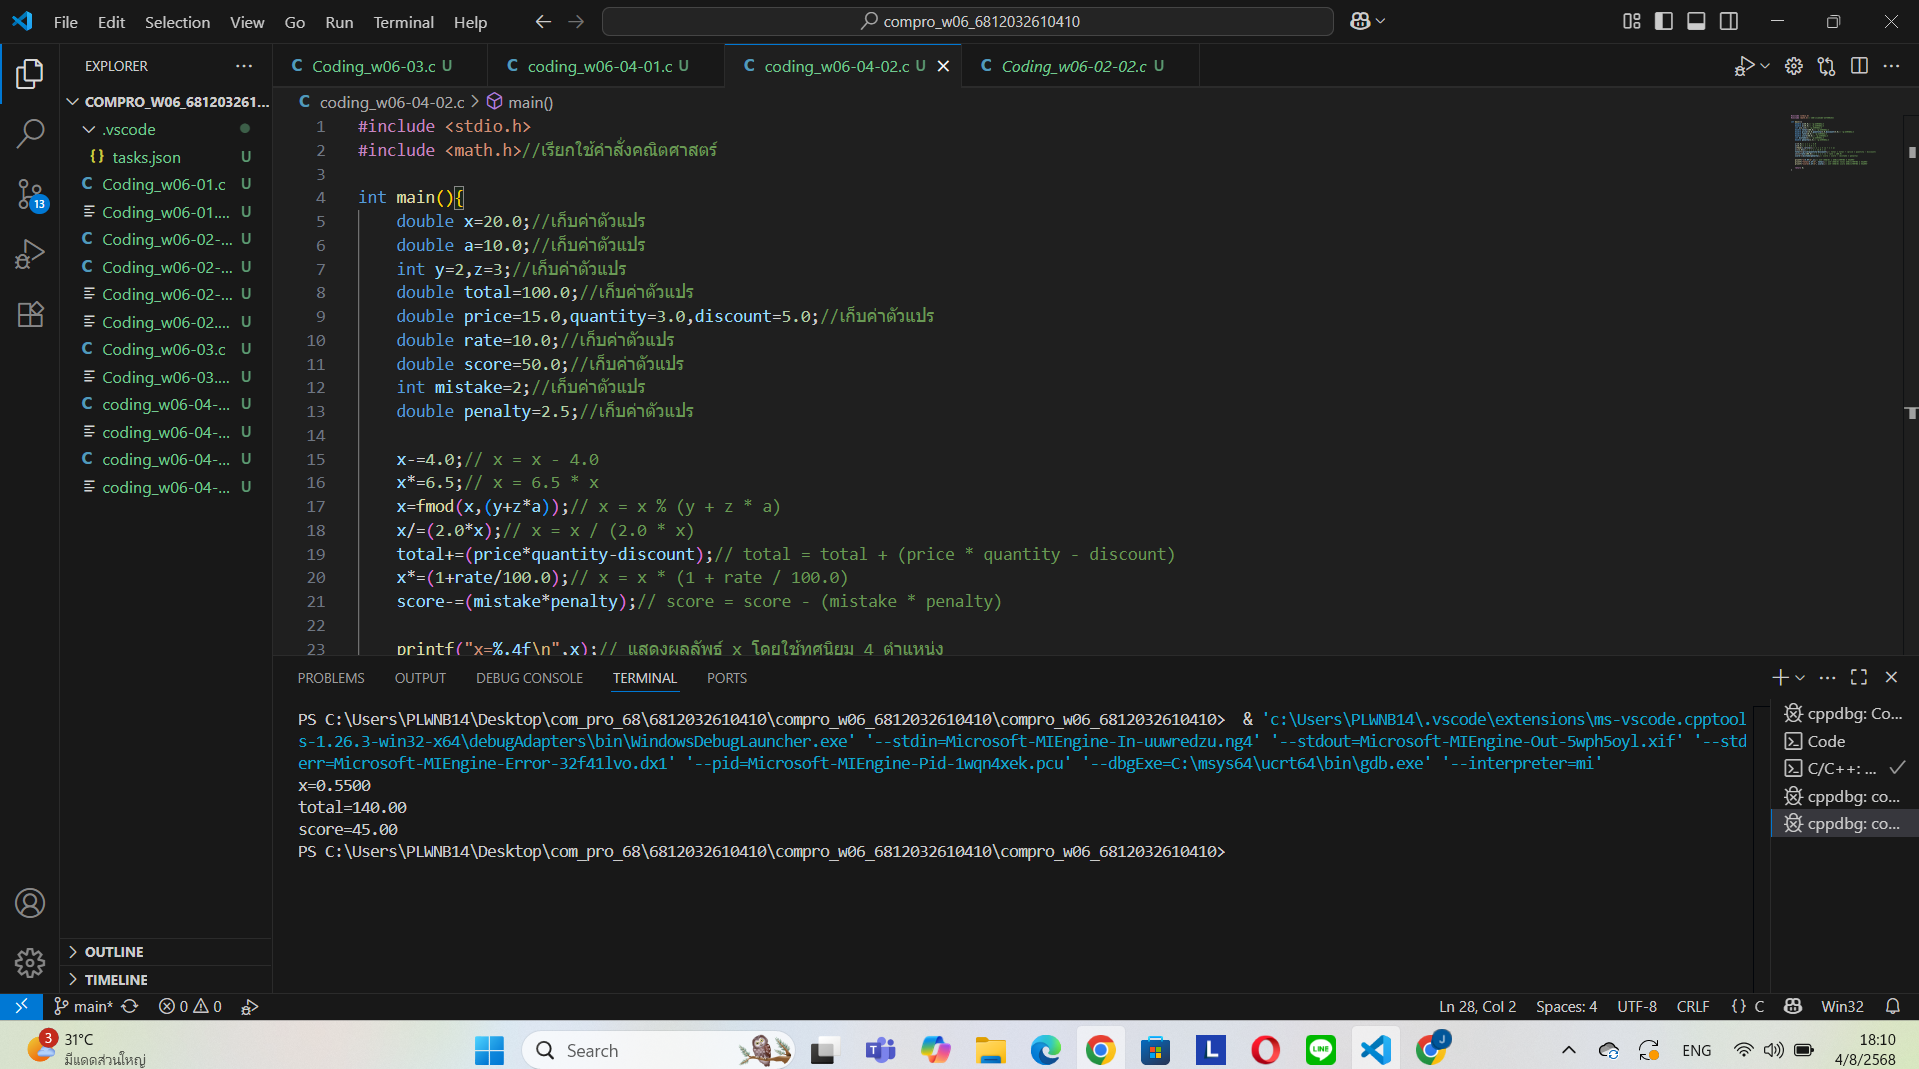 File Edit Selection View Go Run Terminal Help
compro_w06_6812032610410
EXPLORER
COMPRO_W06_681203261...
.vscode
tasks.json U
Coding_w06-01.c U
Coding_w06-01.... U
Coding_w06-02-... U
Coding_w06-02-... U
Coding_w06-02-... U
Coding_w06-02.... U
Coding_w06-03.c U
Coding_w06-03.... U
coding_w06-04-... U
coding_w06-04-... U
coding_w06-04-... U
coding_w06-04-... U
13
OUTLINE
TIMELINE
C Coding_w06-03.c U
C coding_w06-04-01.c U
C coding_w06-04-02.c U
C Coding_w06-02-02.c U
C coding_w06-04-02.c > main()
1 #include <stdio.h>
2 #include <math.h>//เรียกใช้คำสั่งคณิตศาสตร์
3
4 int main(){
5 double x=20.0;//เก็บค่าตัวแปร
6 double a=10.0;//เก็บค่าตัวแปร
7 int y=2,z=3;//เก็บค่าตัวแปร
8 double total=100.0;//เก็บค่าตัวแปร
9 double price=15.0,quantity=3.0,discount=5.0;//เก็บค่าตัวแปร
10 double rate=10.0;//เก็บค่าตัวแปร
11 double score=50.0;//เก็บค่าตัวแปร
12 int mistake=2;//เก็บค่าตัวแปร
13 double penalty=2.5;//เก็บค่าตัวแปร
14
15 x-=4.0;// x = x - 4.0
16 x*=6.5;// x = 6.5 * x
17 x=fmod(x,(y+z*a));// x = x % (y + z * a)
18 x/=(2.0*x);// x = x / (2.0 * x)
19 total+=(price*quantity-discount);// total = total + (price * quantity - discount)
20 x*=(1+rate/100.0);// x = x * (1 + rate / 100.0)
21 score-=(mistake*penalty);// score = score - (mistake * penalty)
22
23 printf("x=%.4f\n",x);// แสดงผลลัพธ์ x โดยใช้ทศนิยม 4 ตำแหน่ง
PROBLEMS OUTPUT DEBUG CONSOLE TERMINAL PORTS
PS C:\Users\PLWNB14\Desktop\com_pro_68\6812032610410\compro_w06_6812032610410\compro_w06_6812032610410> & 'c:\Users\PLWNB14\.vscode\extensions\ms-vscode.cpptool
s-1.26.3-win32-x64\debugAdapters\bin\WindowsDebugLauncher.exe' '--stdin=Microsoft-MIEngine-In-uuwredzu.ng4' '--stdout=Microsoft-MIEngine-Out-5wph5oyl.xif' '--std
err=Microsoft-MIEngine-Error-32f41lvo.dx1' '--pid=Microsoft-MIEngine-Pid-1wqn4xek.pcu' '--dbgExe=C:\msys64\ucrt64\bin\gdb.exe' '--interpreter=mi'
x=0.5500
total=140.00
score=45.00
PS C:\Users\PLWNB14\Desktop\com_pro_68\6812032610410\compro_w06_6812032610410\compro_w06_6812032610410>
cppdbg: Co...
Code
C/C++: ...
cppdbg: co...
cppdbg: co...
main* 0 0
Ln 28, Col 2 Spaces: 4 UTF-8 CRLF {} C Win32
3 31°C
มีแดดส่วนใหญ่
Search
LINE
J
ENG
18:10
4/8/2568